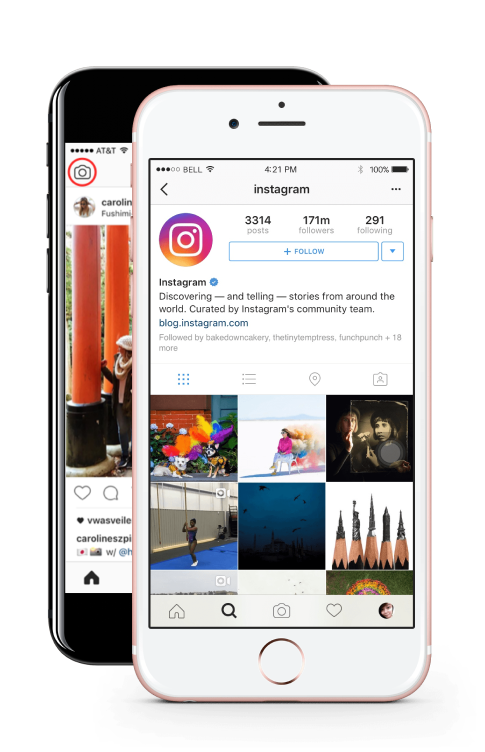 AT&T
carolin
Fushimi
vwasveile
carolineszpi
w/ @h
BELL
4:21 PM
100%
instagram
3314
171m
291
posts
followers
following
+ FOLLOW
Instagram
Discovering — and telling — stories from around the
world. Curated by Instagram's community team.
blog.instagram.com
Followed by bakedowncakery, thetinytemptress, funchpunch + 18
more